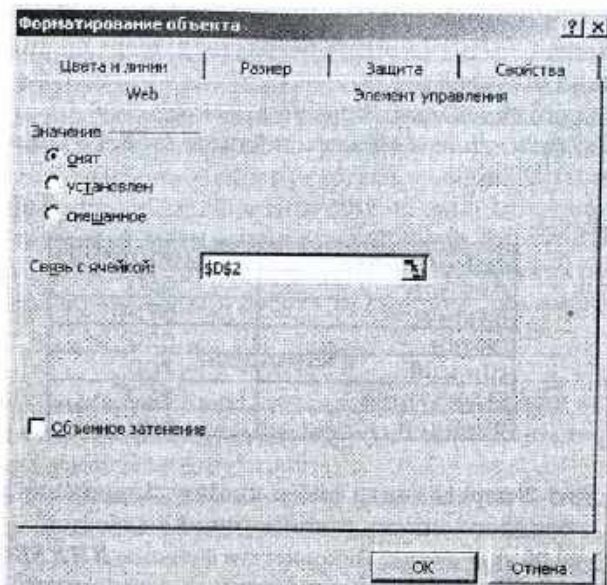 Форматирование объекта ? ×
Цвета и линии Размер Защита Свойства
Web Элемент управления
Значение
снят
установлен
смешанное
Связь с ячейкой: $D$2
Объемное затенение
ОК Отмена